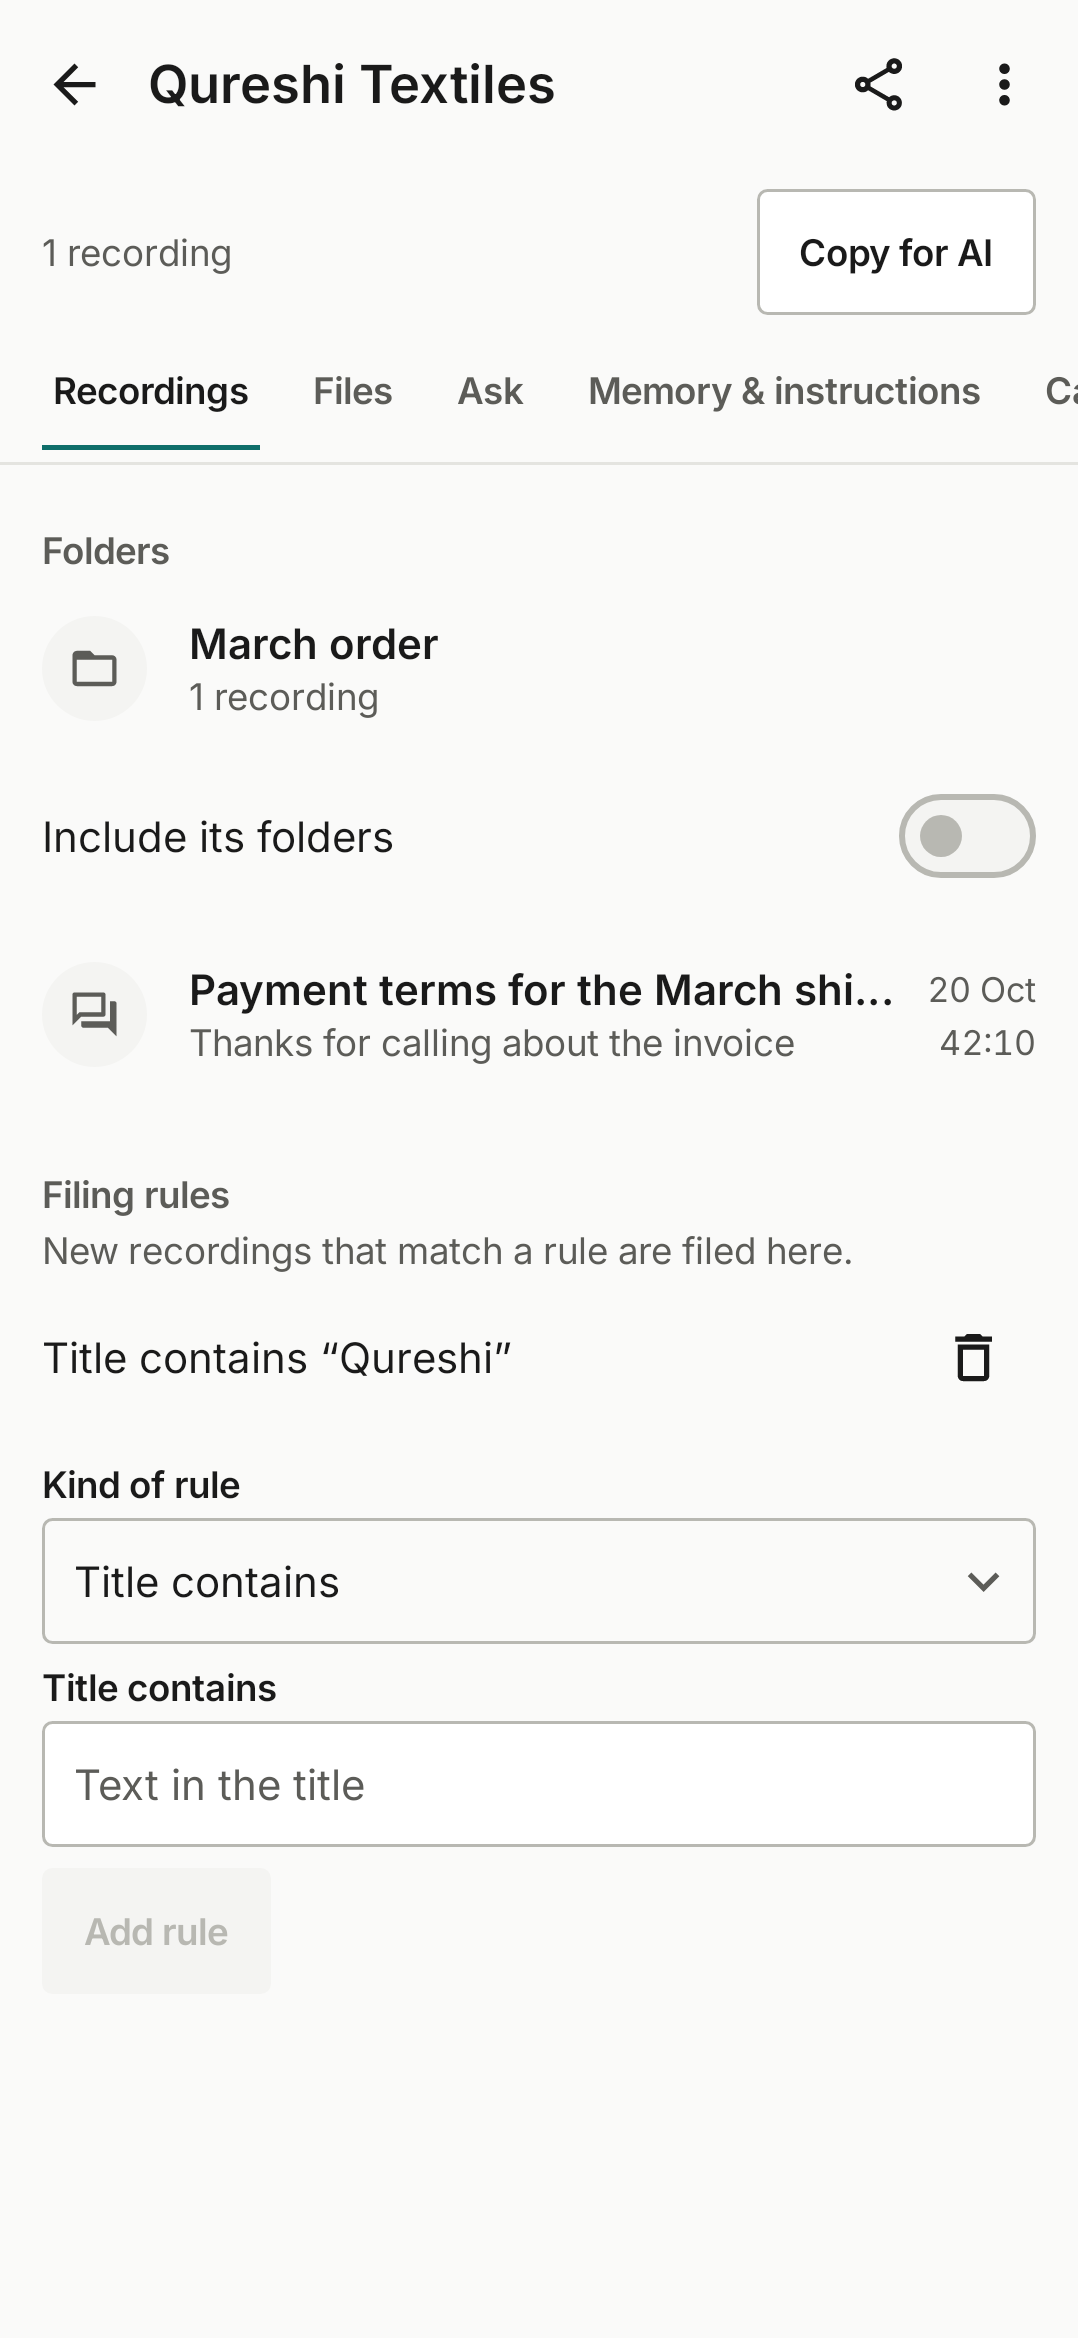 Qureshi Textiles
1 recording
Copy for AI
Recordings Files Ask Memory & instructions
Folders
March order
1 recording
Include its folders
Payment terms for the March shi... 20 Oct
Thanks for calling about the invoice 42:10
Filing rules
New recordings that match a rule are filed here.
Title contains “Qureshi”
Kind of rule
Title contains
Title contains
Text in the title
Add rule